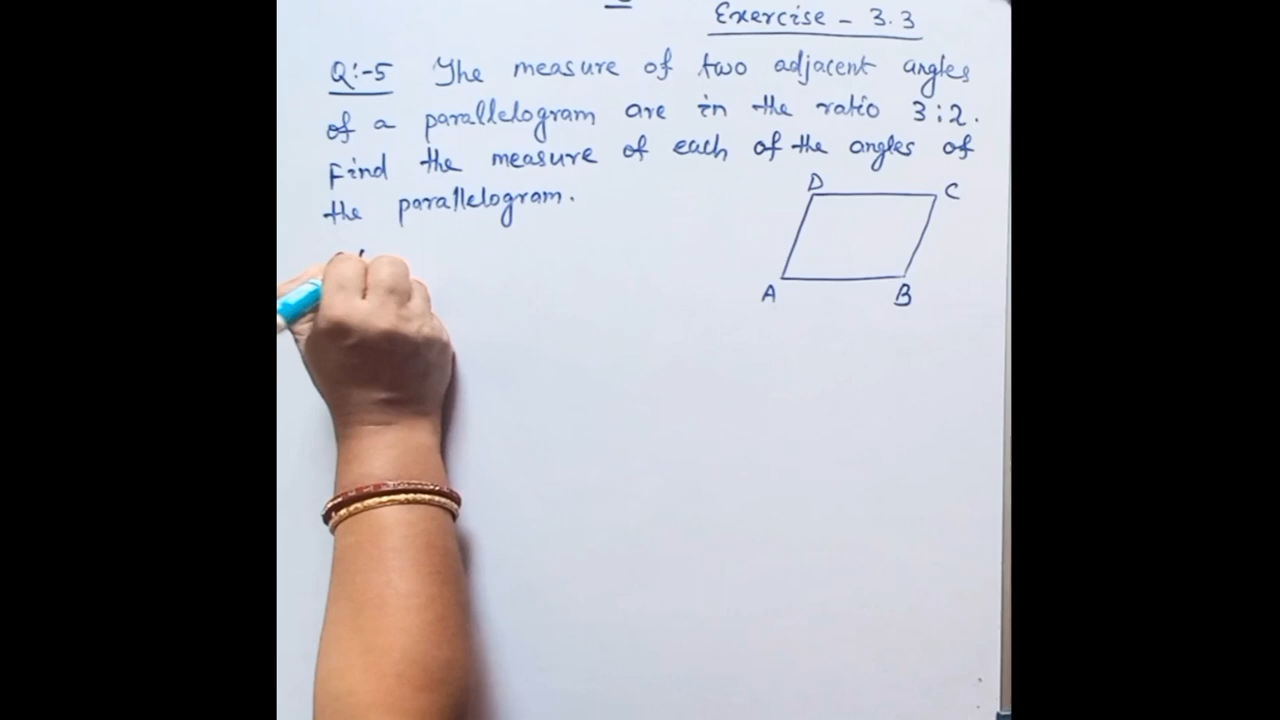 Exercise - 3.3
Q:-5 The measure of two adjacent angles
of a parallelogram are in the ratio 3:2.
Find the measure of each of the angles of
the parallelogram.
D C
A B